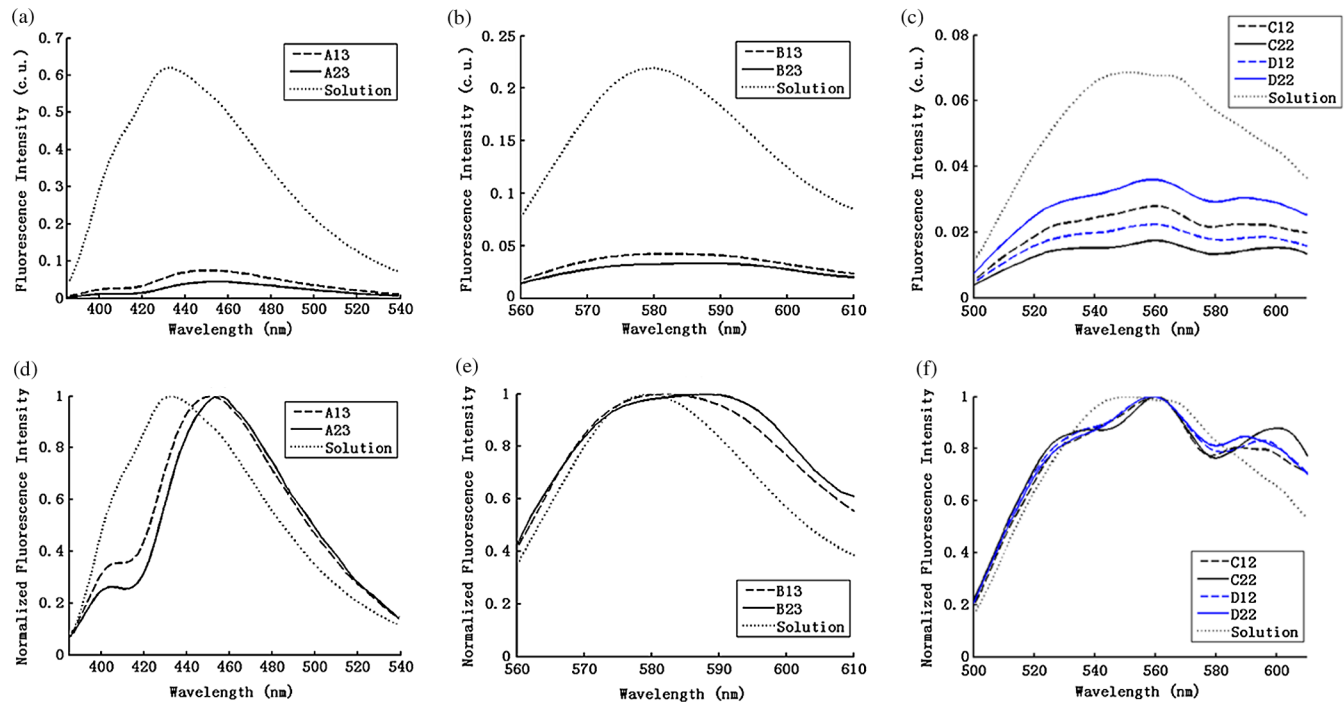 (a)
Fluorescence Intensity (c.u.)
0.7
0.6
0.5
0.4
0.3
0.2
0.1
0
400
420
440
460
480
500
520
540
Wavelength (nm)
A13
A23
Solution
(b)
Fluorescence Intensity (c.u.)
0.25
0.2
0.15
0.1
0.05
0
560
570
580
590
600
610
Wavelength (nm)
B13
B23
Solution
(c)
Fluorescence Intensity (c.u.)
0.08
0.06
0.04
0.02
0
500
520
540
560
580
600
Wavelength (nm)
C12
C22
D12
D22
Solution
(d)
Normalized Fluorescence Intensity
1
0.8
0.6
0.4
0.2
0
400
420
440
460
480
500
520
540
Wavelength (nm)
A13
A23
Solution
(e)
Normalized Fluorescence Intensity
1
0.8
0.6
0.4
0.2
0
560
570
580
590
600
610
Wavelength (nm)
B13
B23
Solution
(f)
Normalized Fluorescence Intensity
1
0.8
0.6
0.4
0.2
0
500
520
540
560
580
600
Wavelength (nm)
C12
C22
D12
D22
Solution